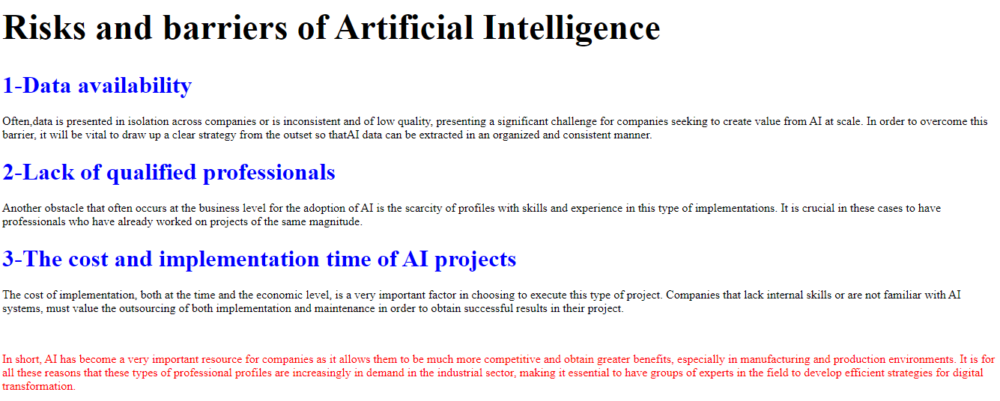 Risks and barriers of Artificial Intelligence
1-Data availability
Often,data is presented in isolation across companies or is inconsistent and of low quality, presenting a significant challenge for companies seeking to create value from AI at scale. In order to overcome this
barrier, it will be vital to draw up a clear strategy from the outset so thatAI data can be extracted in an organized and consistent manner.
2-Lack of qualified professionals
Another obstacle that often occurs at the business level for the adoption of AI is the scarcity of profiles with skills and experience in this type of implementations. It is crucial in these cases to have
professionals who have already worked on projects of the same magnitude.
3-The cost and implementation time of AI projects
The cost of implementation, both at the time and the economic level, is a very important factor in choosing to execute this type of project. Companies that lack internal skills or are not familiar with AI
systems, must value the outsourcing of both implementation and maintenance in order to obtain successful results in their project.
In short, AI has become a very important resource for companies as it allows them to be much more competitive and obtain greater benefits, especially in manufacturing and production environments. It is for
all these reasons that these types of professional profiles are increasingly in demand in the industrial sector, making it essential to have groups of experts in the field to develop efficient strategies for digital
transformation.